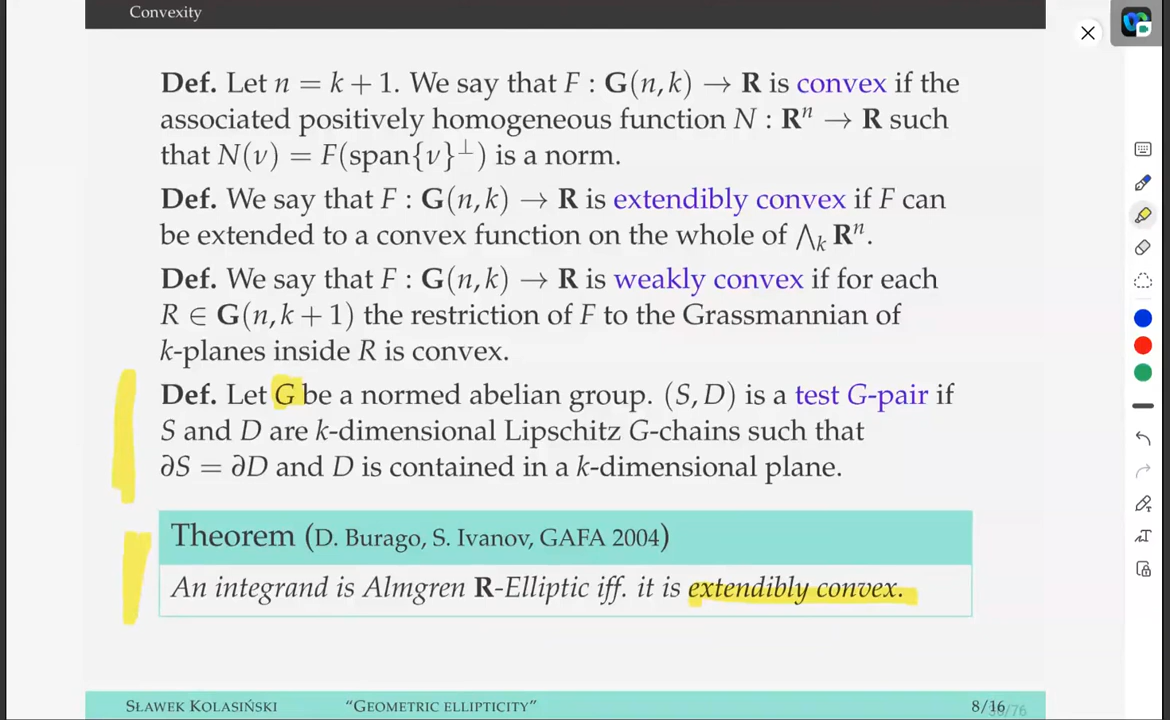 Convexity
Def. Let n = k + 1. We say that F : G(n, k) → R is convex if the
associated positively homogeneous function N : Rⁿ → R such
that N(ν) = F(span{ν}^⊥) is a norm.
Def. We say that F : G(n, k) → R is extendibly convex if F can
be extended to a convex function on the whole of ⋀ₖ Rⁿ.
Def. We say that F : G(n, k) → R is weakly convex if for each
R ∈ G(n, k + 1) the restriction of F to the Grassmannian of
k-planes inside R is convex.
Def. Let G be a normed abelian group. (S, D) is a test G-pair if
S and D are k-dimensional Lipschitz G-chains such that
∂S = ∂D and D is contained in a k-dimensional plane.
Theorem (D. Burago, S. Ivanov, GAFA 2004)
An integrand is Almgren R-Elliptic iff. it is extendibly convex.
SŁAWEK KOLASIŃSKI "GEOMETRIC ELLIPTICITY" 8/16